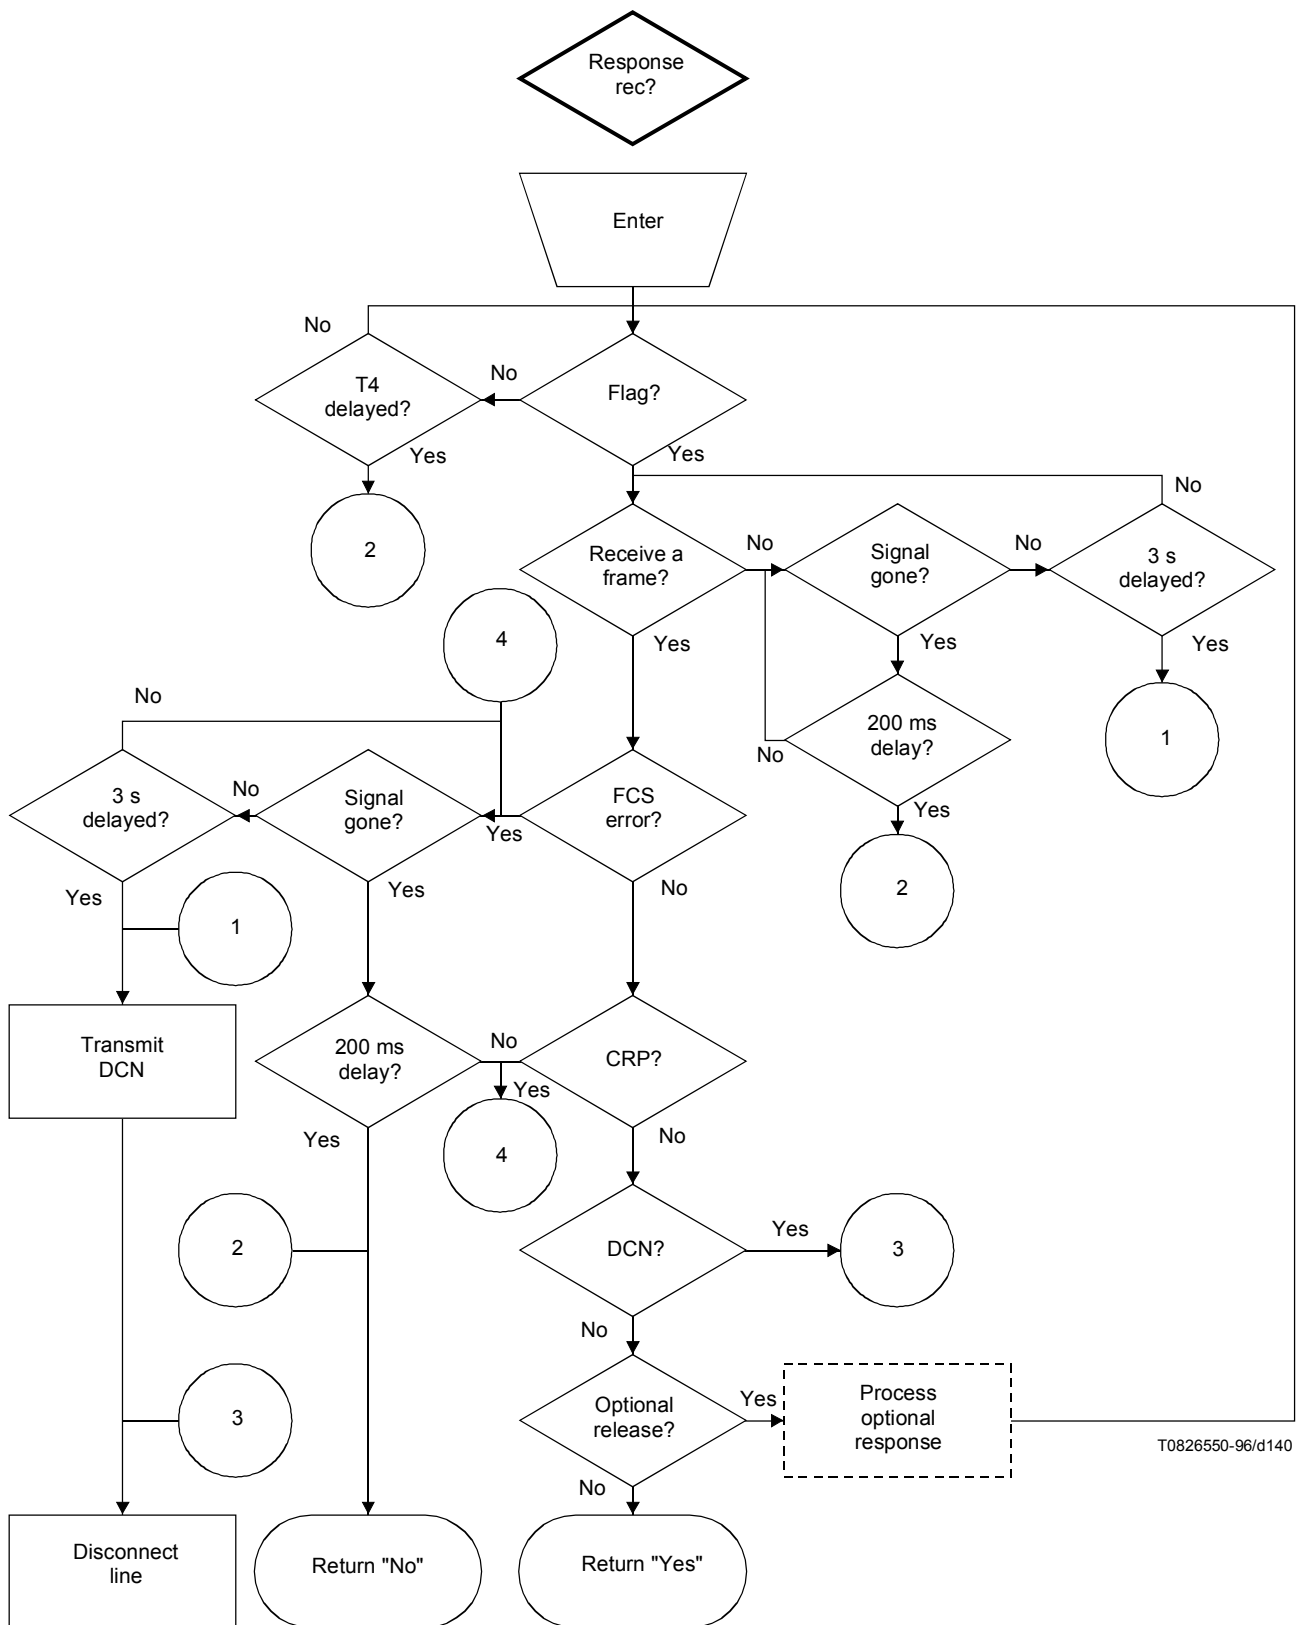 Response
rec?
Enter
No
T4
delayed?
No
Flag?
Yes
Yes
2
No
Receive a
frame?
No
Signal
gone?
No
3 s
delayed?
Yes
Yes
Yes
4
No
200 ms
delay?
No
Yes
1
2
3 s
delayed?
No
Signal
gone?
Yes
FCS
error?
Yes
Yes
No
1
Transmit
DCN
200 ms
delay?
No
Yes
CRP?
Yes
No
4
2
DCN?
Yes
3
No
3
Optional
release?
Yes
Process
optional
response
T0826550-96/d140
No
Disconnect
line
Return "No"
Return "Yes"